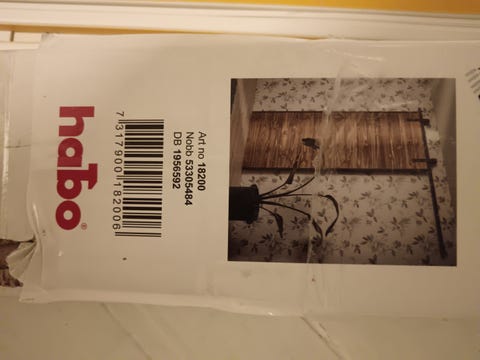 habo®
7 317900 182006
Art no 18200
Nobb 53305484
DB 1956592